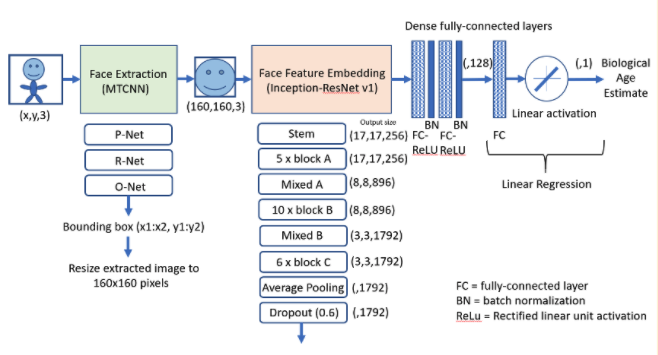 Dense fully-connected layers
Face Extraction
(MTCNN)
Face Feature Embedding
(Inception-ResNet v1)
(,128)
(,1)
Biological
Age
Estimate
(x,y,3)
(160,160,3)
Linear activation
P-Net
R-Net
O-Net
Bounding box (x1:x2, y1:y2)
Resize extracted image to
160x160 pixels
Output size
Stem (17,17,256)
5 x block A (17,17,256)
Mixed A (8,8,896)
10 x block B (8,8,896)
Mixed B (3,3,1792)
6 x block C (3,3,1792)
Average Pooling (,1792)
Dropout (0.6) (,1792)
BN BN
FC- FC- FC
ReLU ReLU
Linear Regression
FC = fully-connected layer
BN = batch normalization
ReLu = Rectified linear unit activation